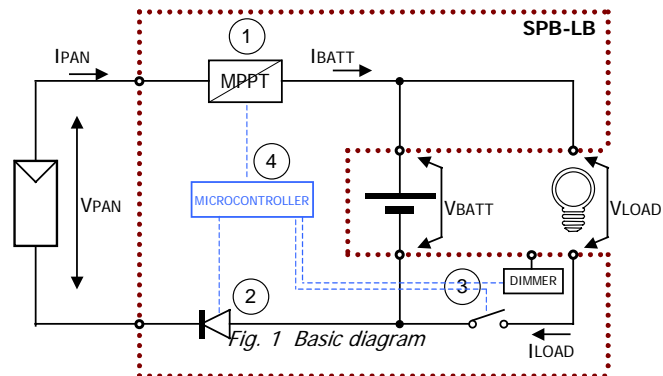 1
SPB-LB
IPAN
IBATT
MPPT
4
VPAN
MICROCONTROLLER
VBATT
VLOAD
2
3
DIMMER
Fig. 1 Basic diagram
ILOAD